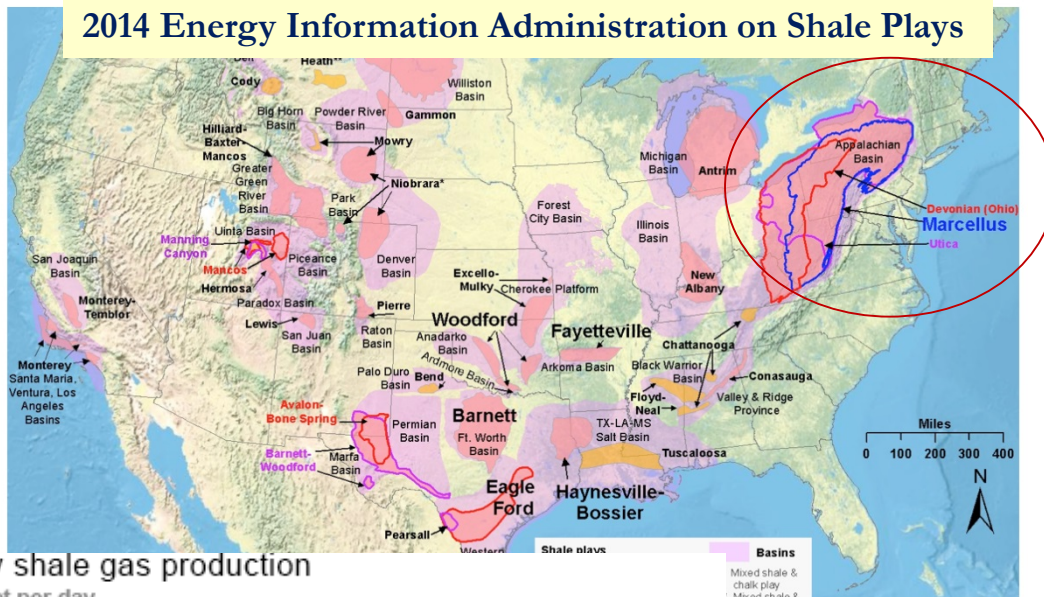 2014 Energy Information Administration on Shale Plays
Heath**
Cody
Williston
Basin
Big Horn
Basin
Powder River
Basin
Gammon
Hilliard-
Baxter-
Mancos
Mowry
Greater
Green
River
Basin
Niobrara*
Park
Basin
Uinta Basin
Manning
Canyon
Mancos
Piceance
Basin
Denver
Basin
Hermosa
Paradox Basin
San Joaquin
Basin
Monterey-
Temblor
Lewis
San Juan
Basin
Pierre
Raton
Basin
Monterey
Santa Maria,
Ventura, Los
Angeles
Basins
Michigan
Basin
Antrim
Appalachian
Basin
Devonian (Ohio)
Marcellus
Utica
Forest
City Basin
Illinois
Basin
New
Albany
Excello-
Mulky
Cherokee Platform
Woodford
Fayetteville
Anadarko
Basin
Ardmore Basin
Arkoma Basin
Chattanooga
Black Warrior
Basin
Conasauga
Palo Duro
Basin
Bend
Floyd-
Neal
Valley & Ridge
Province
Avalon-
Bone Spring
Permian
Basin
Barnett
Ft. Worth
Basin
TX-LA-MS
Salt Basin
Tuscaloosa
Barnett-
Woodford
Marfa
Basin
Eagle
Ford
Haynesville-
Bossier
Pearsall
Western
Miles
0 100 200 300 400
N
Shale plays
Basins
Mixed shale &
chalk play
Mixed shale &
shale gas production
per day